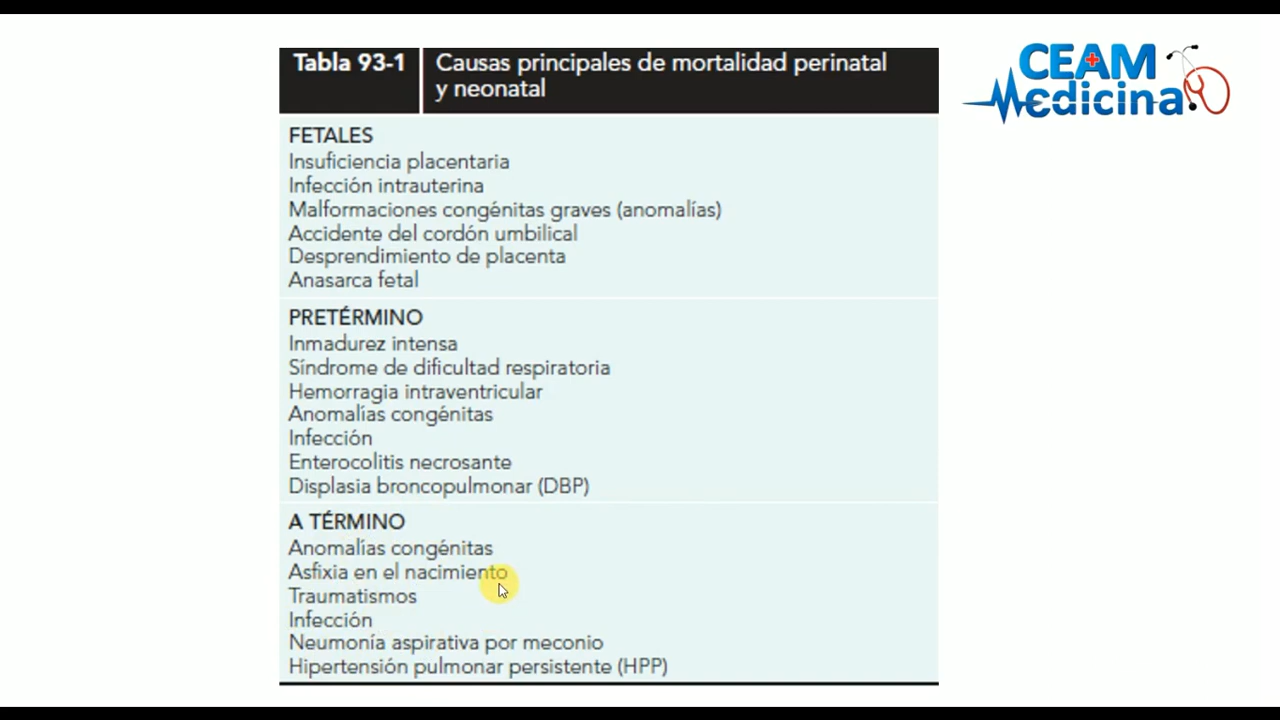 CEAM
Medicina
Tabla 93-1
Causas principales de mortalidad perinatal
y neonatal
FETALES
Insuficiencia placentaria
Infección intrauterina
Malformaciones congénitas graves (anomalías)
Accidente del cordón umbilical
Desprendimiento de placenta
Anasarca fetal
PRETÉRMINO
Inmadurez intensa
Síndrome de dificultad respiratoria
Hemorragia intraventricular
Anomalías congénitas
Infección
Enterocolitis necrosante
Displasia broncopulmonar (DBP)
A TÉRMINO
Anomalías congénitas
Asfixia en el nacimiento
Traumatismos
Infección
Neumonía aspirativa por meconio
Hipertensión pulmonar persistente (HPP)